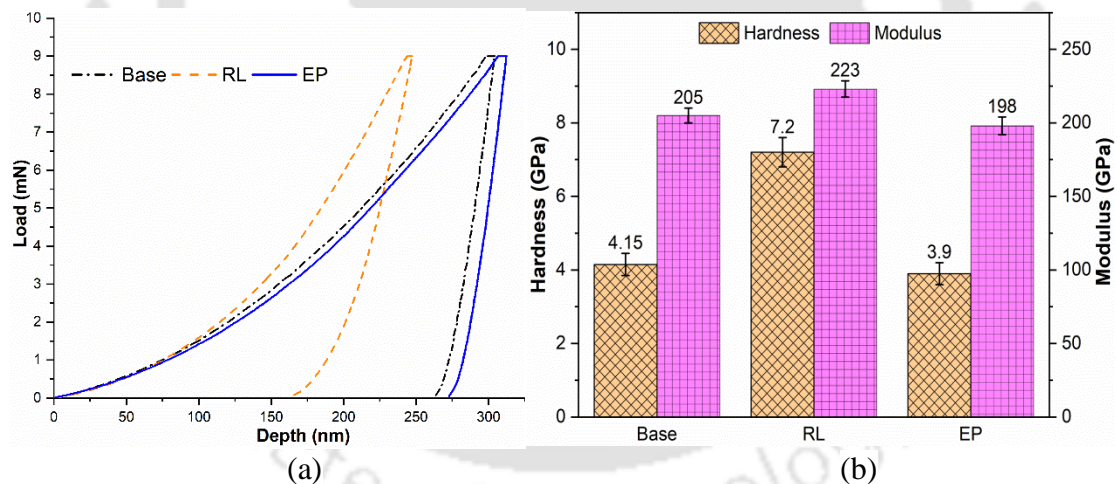 9
8
7
6
5
4
3
2
1
0
Load (mN)
Base RL EP
0 50 100 150 200 250 300
Depth (nm)
(a)
Hardness Modulus
10
8
6
4
2
0
Hardness (GPa)
250
200
150
100
50
0
Modulus (GPa)
4.15
205
7.2
223
3.9
198
Base RL EP
(b)